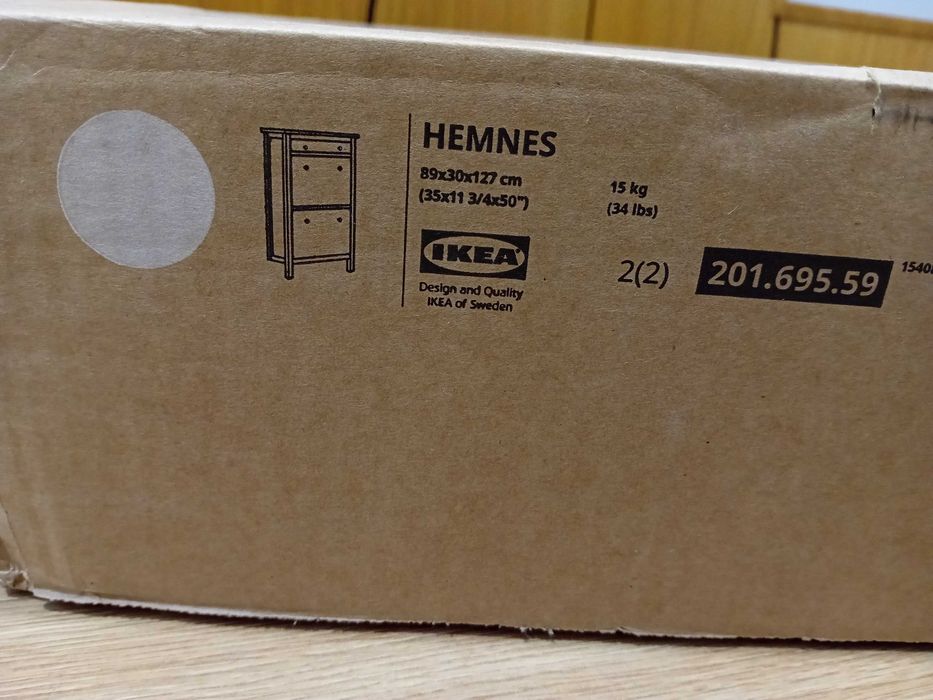 HEMNES
89x30x127 cm
(35x11 3/4x50")
15 kg
(34 lbs)
IKEA
Design and Quality
IKEA of Sweden
2(2)
201.695.59